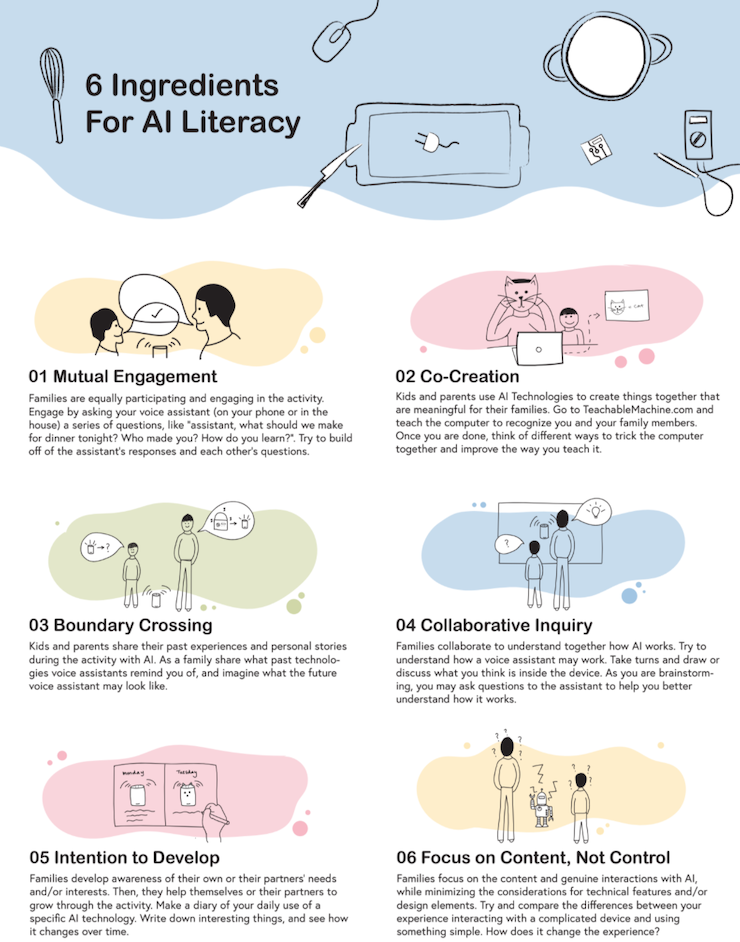 6 Ingredients
For AI Literacy
01 Mutual Engagement
Families are equally participating and engaging in the activity.
Engage by asking your voice assistant (on your phone or in the
house) a series of questions, like "assistant, what should we make
for dinner tonight? Who made you? How do you learn?". Try to build
off of the assistant's responses and each other's questions.
= CAT
02 Co-Creation
Kids and parents use AI Technologies to create things together that
are meaningful for their families. Go to TeachableMachine.com and
teach the computer to recognize you and your family members.
Once you are done, think of different ways to trick the computer
together and improve the way you teach it.
?
03 Boundary Crossing
Kids and parents share their past experiences and personal stories
during the activity with AI. As a family share what past technolo-
gies voice assistants remind you of, and imagine what the future
voice assistant may look like.
?
04 Collaborative Inquiry
Families collaborate to understand together how AI works. Try to
understand how a voice assistant may work. Take turns and draw or
discuss what you think is inside the device. As you are brainstorm-
ing, you may ask questions to the assistant to help you better
understand how it works.
Monday Tuesday
05 Intention to Develop
Families develop awareness of their own or their partners' needs
and/or interests. Then, they help themselves or their partners to
grow through the activity. Make a diary of your daily use of a
specific AI technology. Write down interesting things, and see how
it changes over time.
? ? ? ?
? ? ? ?
06 Focus on Content, Not Control
Families focus on the content and genuine interactions with AI,
while minimizing the considerations for technical features and/or
design elements. Try and compare the differences between your
experience interacting with a complicated device and using
something simple. How does it change the experience?